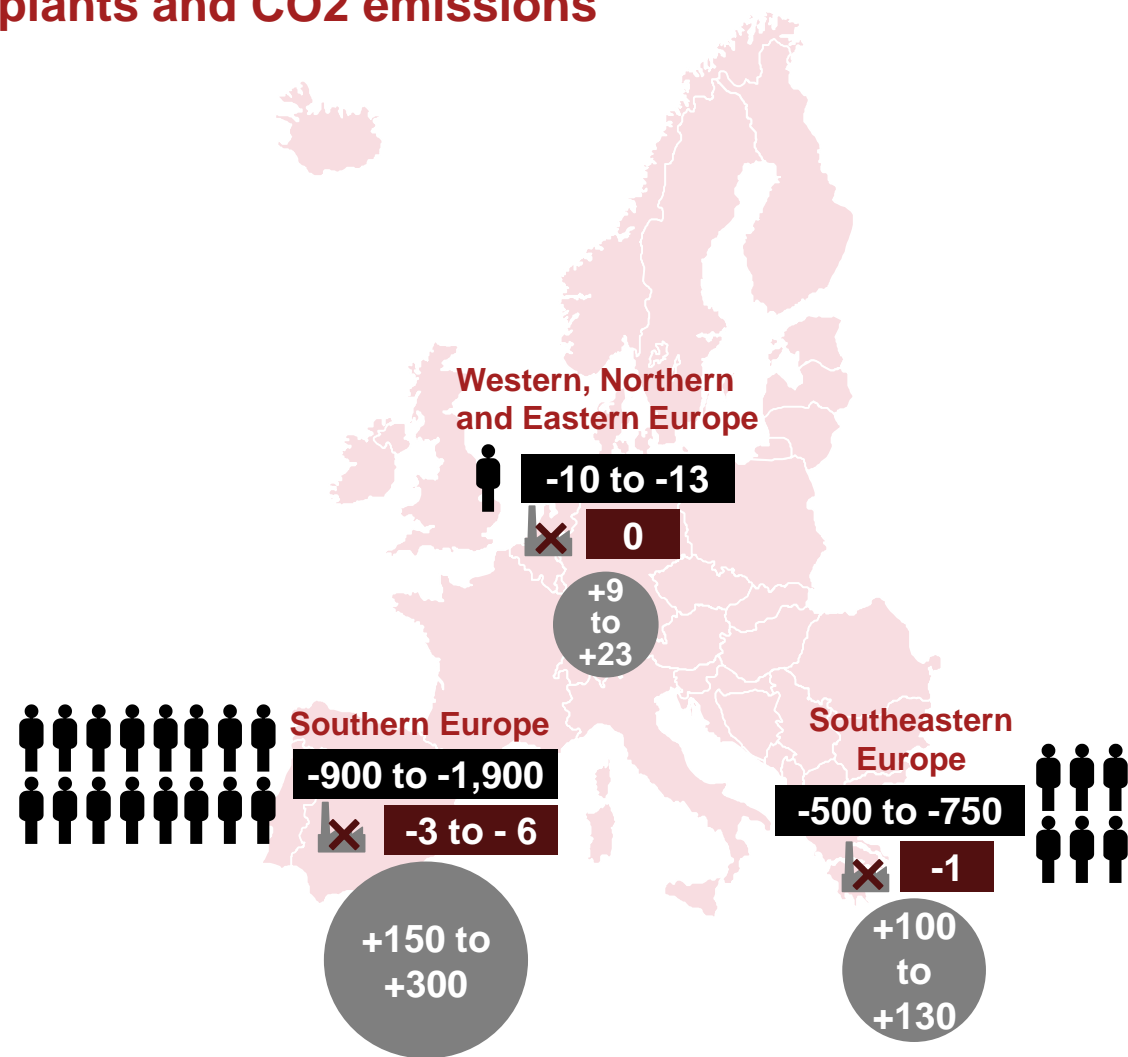 plants and CO2 emissions
Western, Northern
and Eastern Europe
-10 to -13
0
+9
to
+23
Southern Europe
-900 to -1,900
-3 to - 6
+150 to
+300
Southeastern
Europe
-500 to -750
-1
+100
to
+130